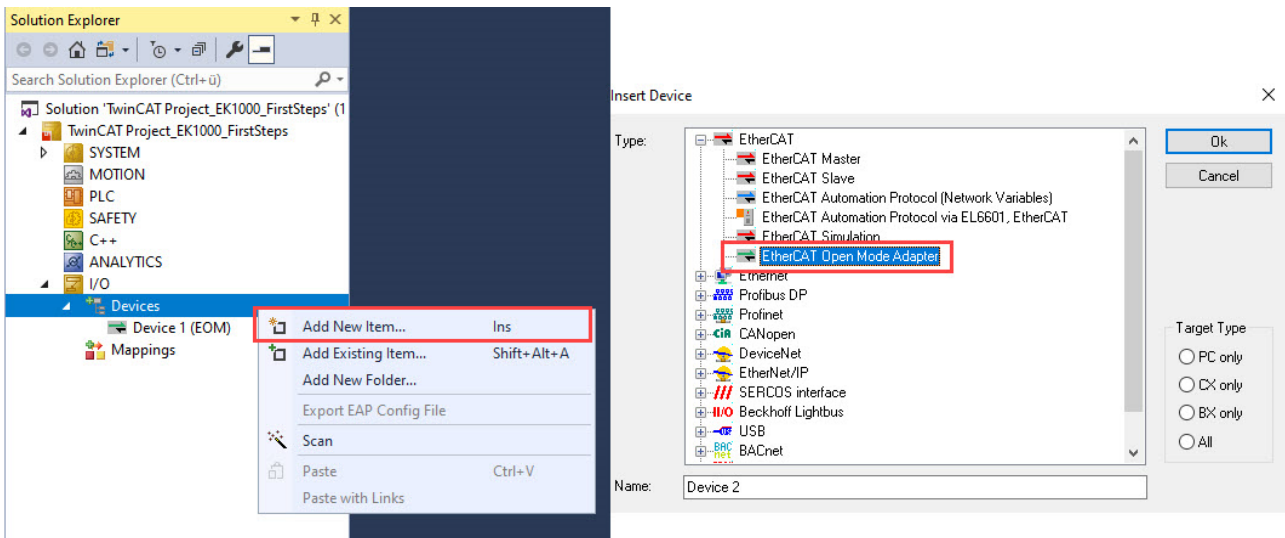 Solution Explorer
Search Solution Explorer (Ctrl+ü)
Solution 'TwinCAT Project_EK1000_FirstSteps' (1
TwinCAT Project_EK1000_FirstSteps
SYSTEM
MOTION
PLC
SAFETY
C++
ANALYTICS
I/O
Devices
Device 1 (EOM)
Mappings
Add New Item... Ins
Add Existing Item... Shift+Alt+A
Add New Folder...
Export EAP Config File
Scan
Paste Ctrl+V
Paste with Links
Insert Device
Type:
EtherCAT
EtherCAT Master
EtherCAT Slave
EtherCAT Automation Protocol (Network Variables)
EtherCAT Automation Protocol via EL6601, EtherCAT
EtherCAT Simulation
EtherCAT Open Mode Adapter
Ethernet
Profibus DP
Profinet
CANopen
DeviceNet
EtherNet/IP
SERCOS interface
Beckhoff Lightbus
USB
BACnet
Ok
Cancel
Target Type
PC only
CX only
BX only
All
Name: Device 2